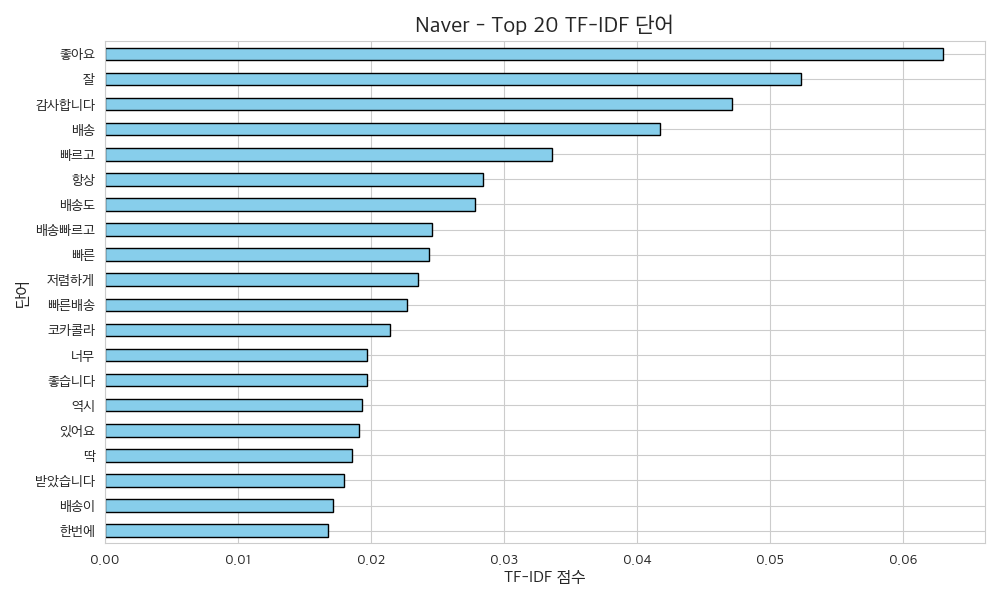 Naver - Top 20 TF-IDF 단어
좋아요
잘
감사합니다
배송
빠르고
항상
배송도
배송빠르고
빠른
저렴하게
빠른배송
코카콜라
너무
좋습니다
역시
있어요
딱
받았습니다
배송이
한번에
단어
0.00 0.01 0.02 0.03 0.04 0.05 0.06
TF-IDF 점수